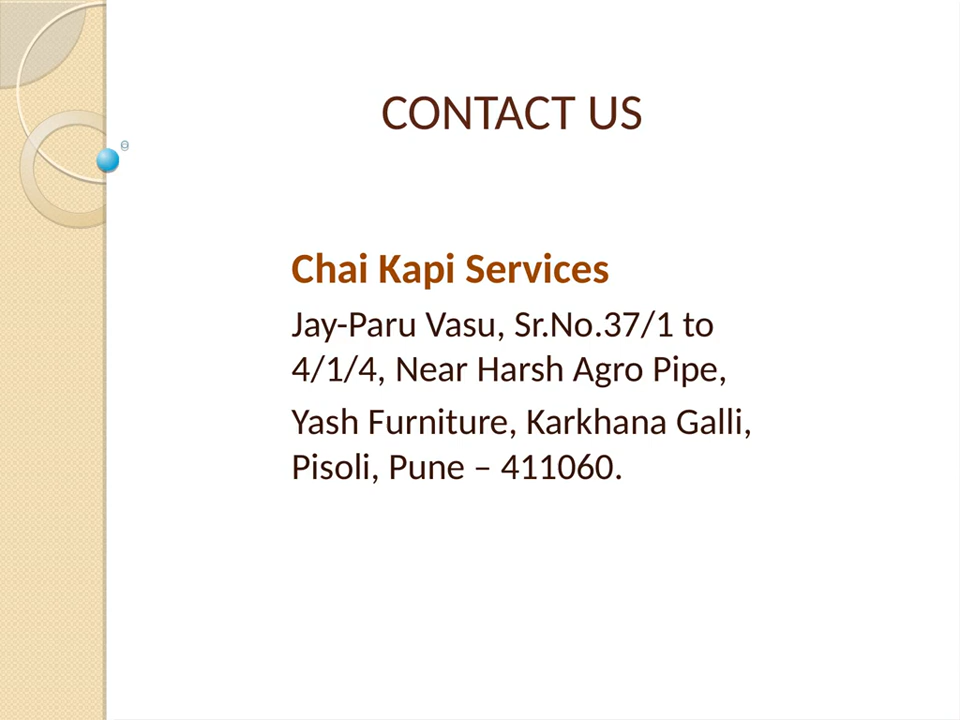 CONTACT US
Chai Kapi Services
Jay-Paru Vasu, Sr.No.37/1 to
4/1/4, Near Harsh Agro Pipe,
Yash Furniture, Karkhana Galli,
Pisoli, Pune – 411060.